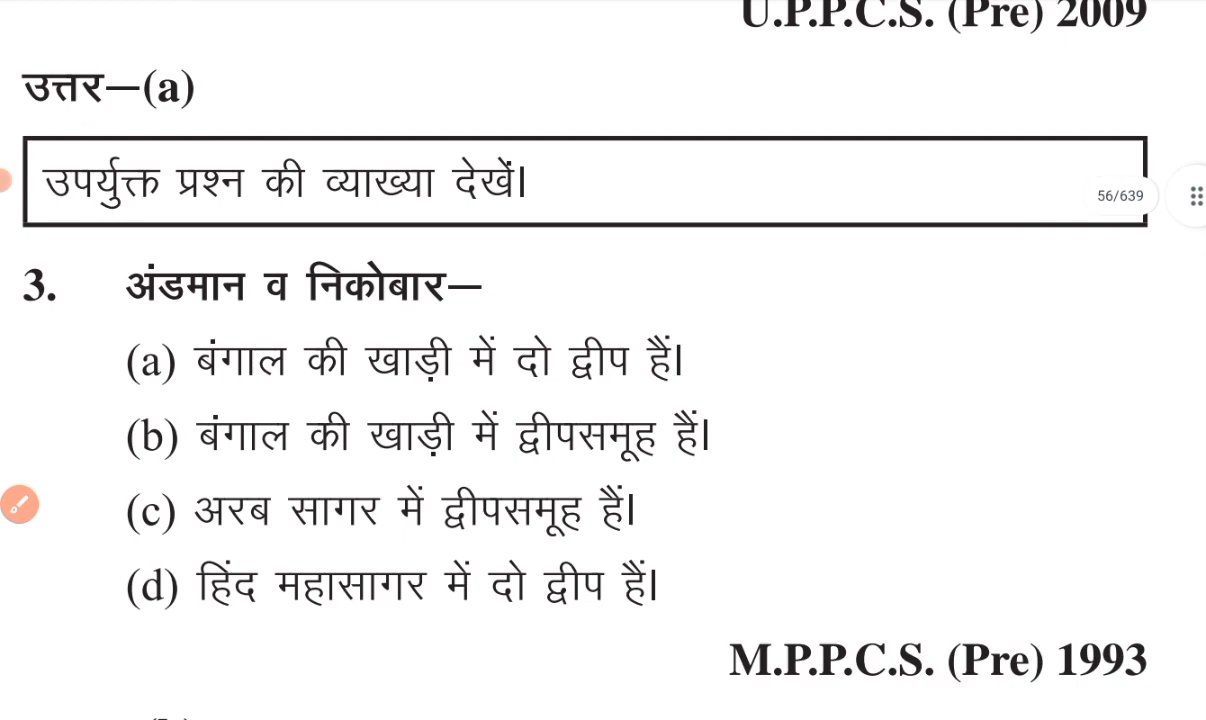 U.P.P.C.S. (Pre) 2009
उत्तर—(a)
उपर्युक्त प्रश्न की व्याख्या देखें।
56/639
3. अंडमान व निकोबार—
(a) बंगाल की खाड़ी में दो द्वीप हैं।
(b) बंगाल की खाड़ी में द्वीपसमूह हैं।
(c) अरब सागर में द्वीपसमूह हैं।
(d) हिंद महासागर में दो द्वीप हैं।
M.P.P.C.S. (Pre) 1993